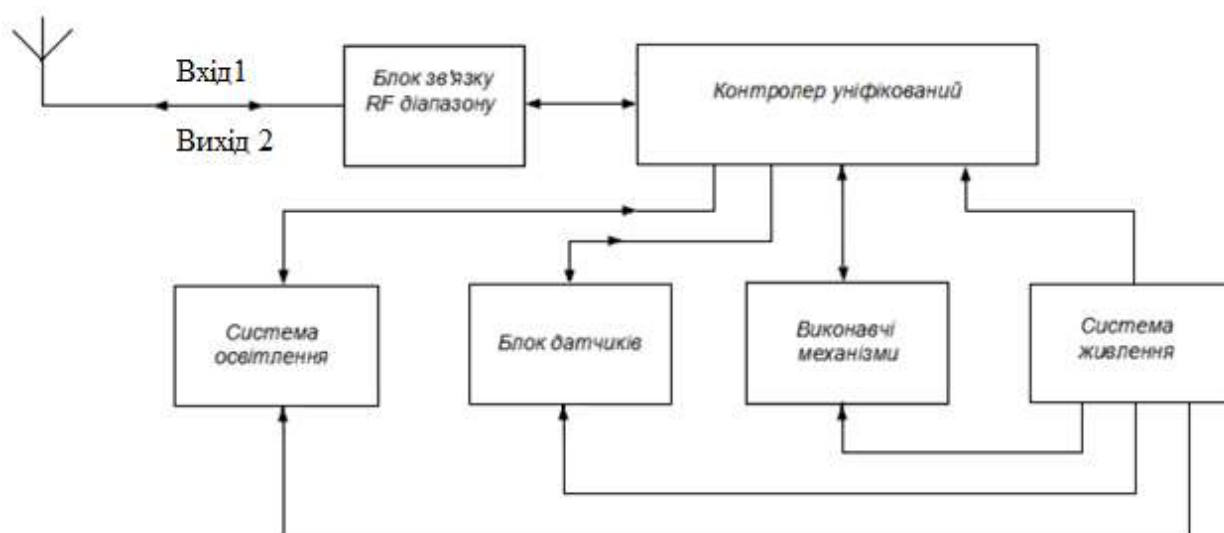 Вхід1
Вихід 2
Блок зв'язку
RF діапазону
Контролер уніфікований
Система
освітлення
Блок датчиків
Виконавчі
механізми
Система
живлення